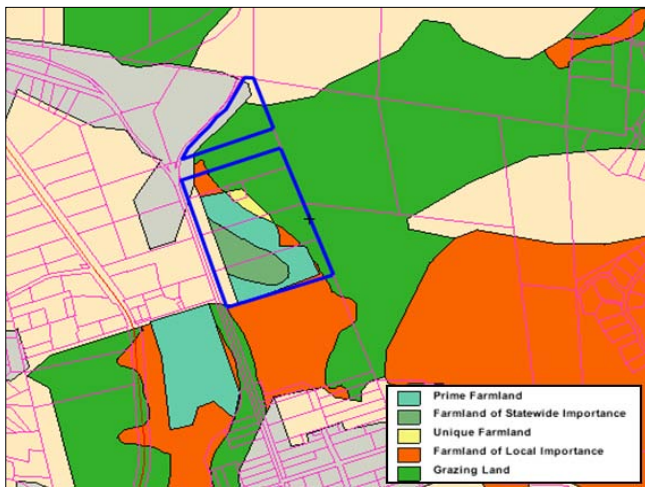 Prime Farmland
Farmland of Statewide Importance
Unique Farmland
Farmland of Local Importance
Grazing Land